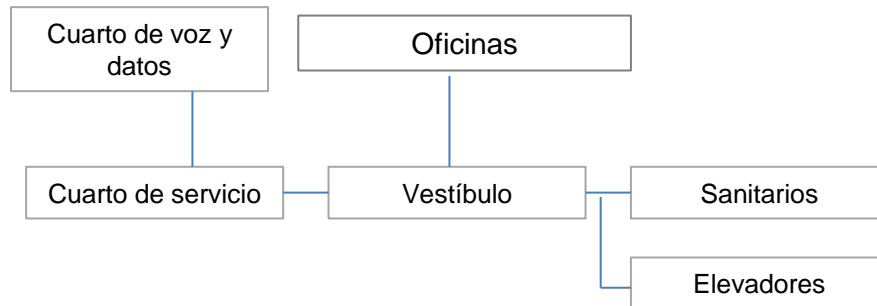 Cuarto de voz y
datos
Oficinas
Cuarto de servicio
Vestíbulo
Sanitarios
Elevadores